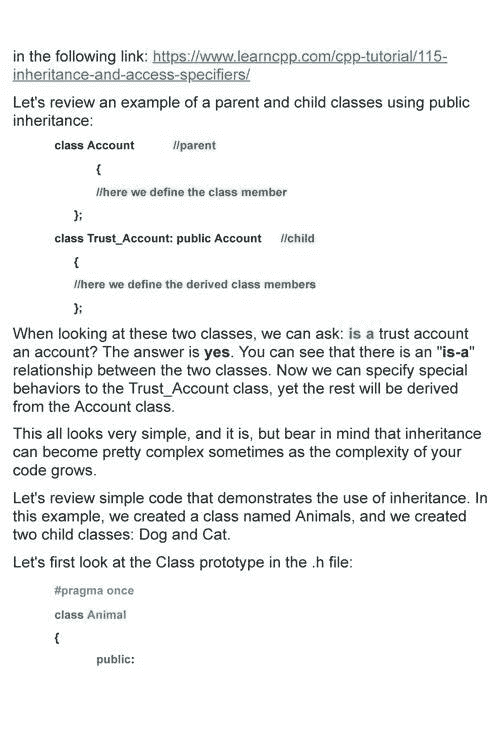 in the following link: https://www.learncpp.com/cpp-tutorial/115-
inheritance-and-access-specifiers/
Let's review an example of a parent and child classes using public
inheritance:
class Account //parent
{
//here we define the class member
};
class Trust_Account: public Account //child
{
//here we define the derived class members
};
When looking at these two classes, we can ask: is a trust account
an account? The answer is yes. You can see that there is an "is-a"
relationship between the two classes. Now we can specify special
behaviors to the Trust_Account class, yet the rest will be derived
from the Account class.
This all looks very simple, and it is, but bear in mind that inheritance
can become pretty complex sometimes as the complexity of your
code grows.
Let's review simple code that demonstrates the use of inheritance. In
this example, we created a class named Animals, and we created
two child classes: Dog and Cat.
Let's first look at the Class prototype in the .h file:
#pragma once
class Animal
{
public: